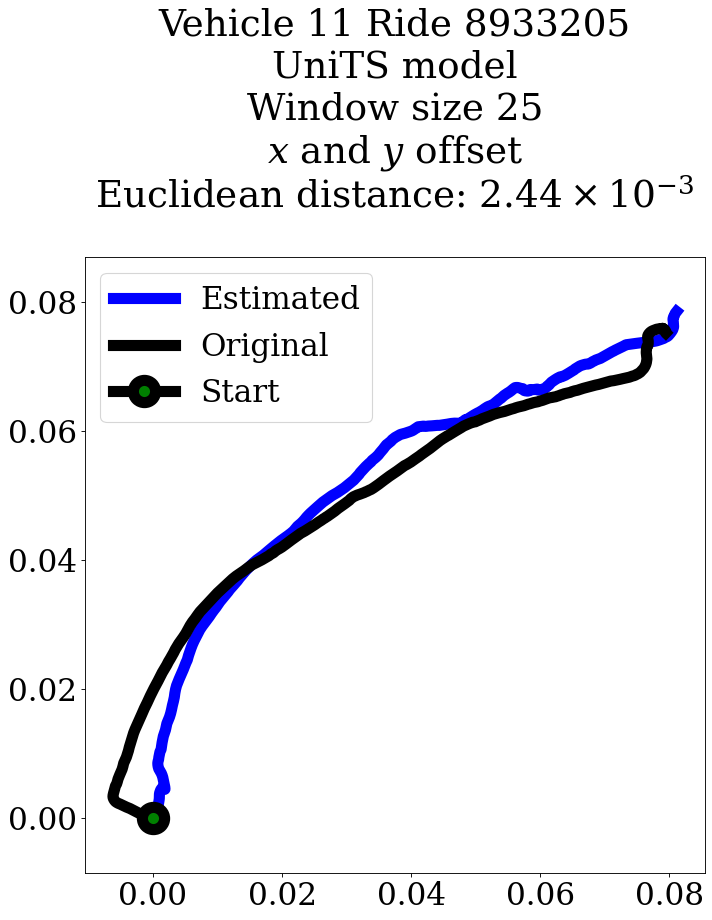 Vehicle 11 Ride 8933205
UniTS model
Window size 25
x and y offset
Euclidean distance: 2.44 × 10⁻³
Estimated
Original
Start
0.08
0.06
0.04
0.02
0.00
0.00 0.02 0.04 0.06 0.08